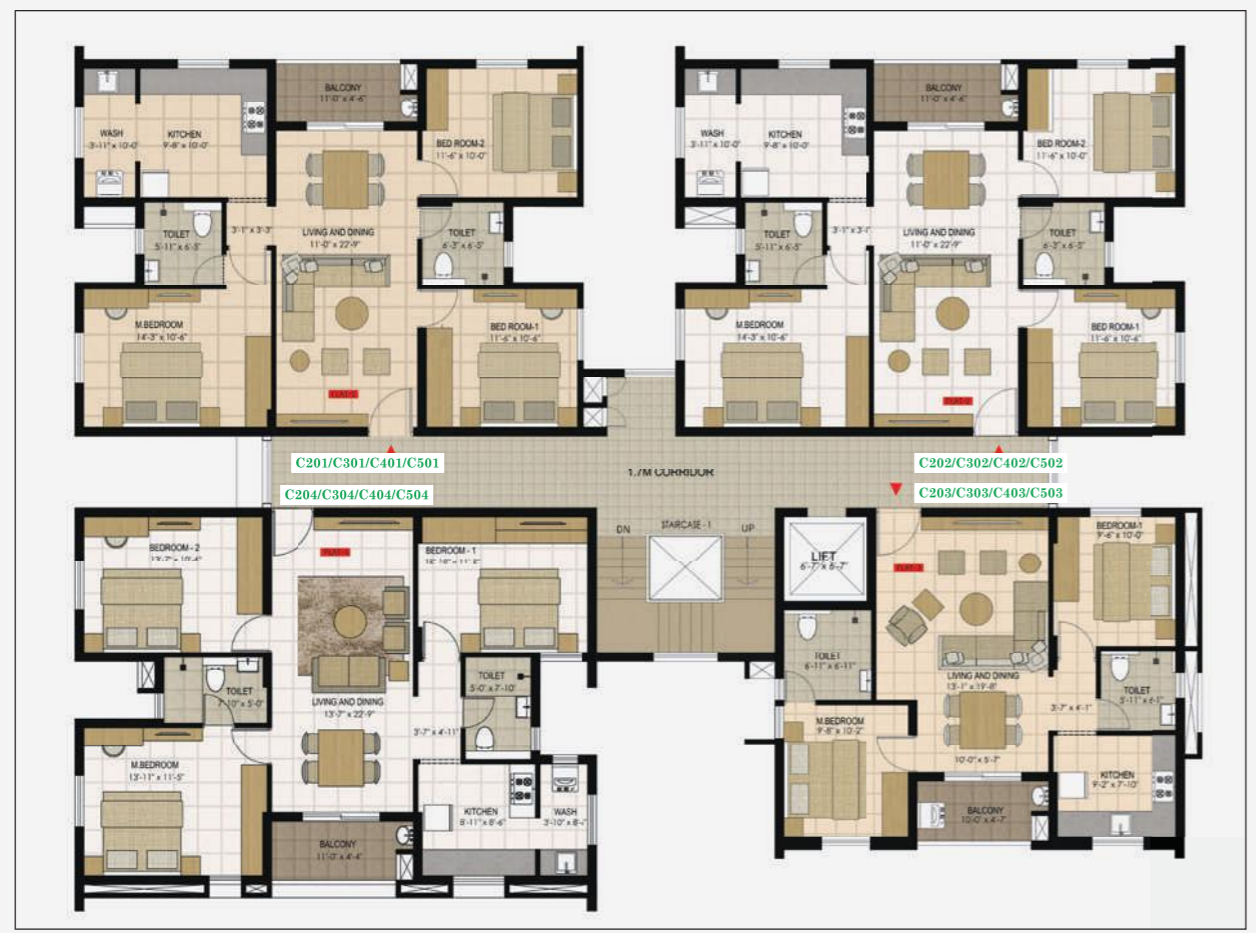 BALCONY
11'-0" x 4'-6"
WASH
3'-11" x 10'-0"
KITCHEN
9'-8" x 10'-0"
BED ROOM-2
11'-6" x 10'-0"
TOILET
5'-11" x 6'-5"
3'-1" x 3'-3"
LIVING AND DINING
11'-0" x 22'-9"
TOILET
6'-3" x 6'-5"
M.BEDROOM
14'-3" x 10'-6"
BED ROOM-1
11'-6" x 10'-6"
BALCONY
11'-0" x 4'-6"
WASH
3'-11" x 10'-0"
KITCHEN
9'-8" x 10'-0"
BED ROOM-2
11'-6" x 10'-0"
TOILET
5'-11" x 6'-5"
LIVING AND DINING
11'-0" x 22'-9"
TOILET
6'-3" x 6'-5"
M.BEDROOM
14'-3" x 10'-6"
BED ROOM-1
11'-6" x 10'-6"
C201/C301/C401/C501
C202/C302/C402/C502
1.7M CORRIDOR
C204/C304/C404/C504
C203/C303/C403/C503
BEDROOM - 2
BEDROOM - 1
DN
STAIRCASE - 1
UP
LIFT
6'-7" x 6'-7"
BEDROOM-1
9'-6" x 10'-0"
TOILET
7'-10" x 5'-0"
LIVING AND DINING
13'-7" x 22'-9"
TOILET
5'-0" x 7'-10"
3'-7" x 4'-11"
M.BEDROOM
13'-11" x 11'-5"
KITCHEN
8'-11" x 8'-6"
WASH
BALCONY
11'-0" x 4'-4"
TOILET
6'-11" x 6'-11"
LIVING AND DINING
13'-1" x 19'-8"
TOILET
5'-11" x 6'-1"
3'-7" x 4'-1"
M.BEDROOM
9'-8" x 10'-2"
10'-0" x 5'-7"
KITCHEN
9'-2" x 7'-10"
BALCONY
10'-0" x 4'-7"